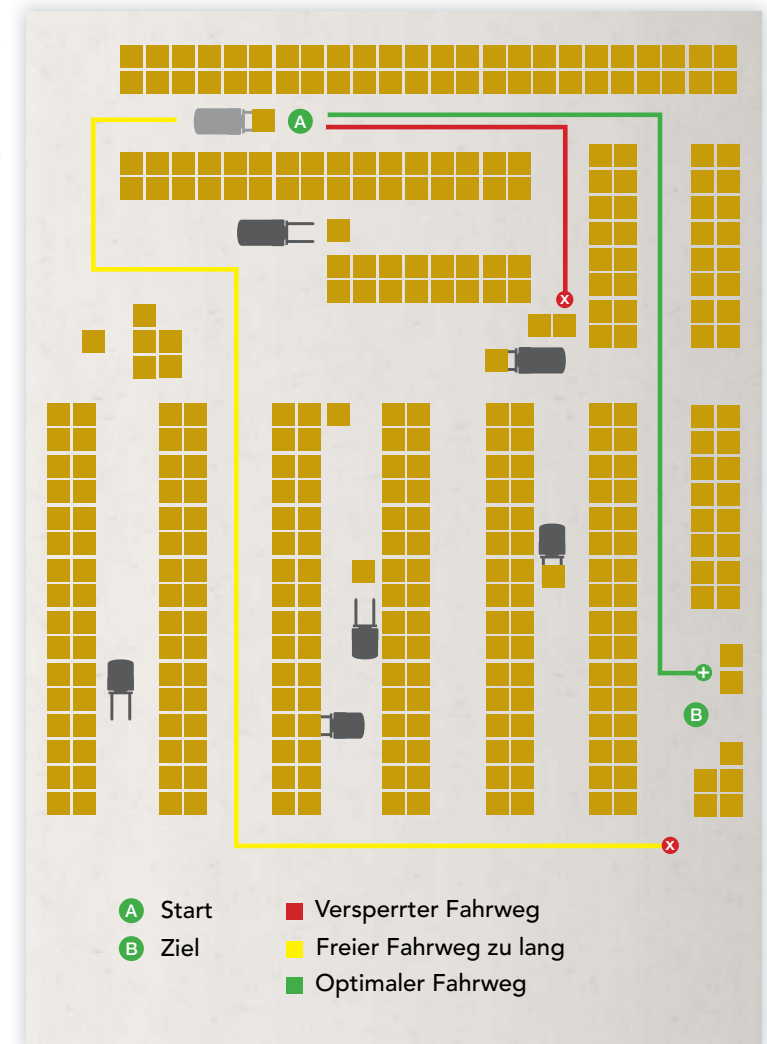 A
X
+
B
X
A Start
B Ziel
Versperrter Fahrweg
Freier Fahrweg zu lang
Optimaler Fahrweg